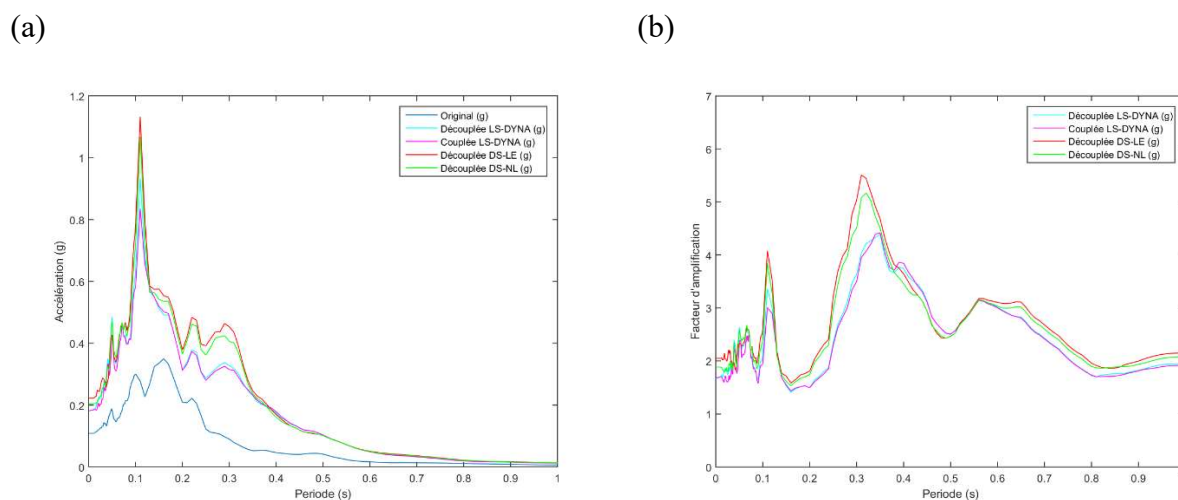 (a)
(b)
1.2
1
0.8
0.6
0.4
0.2
0
0
0.1
0.2
0.3
0.4
0.5
0.6
0.7
0.8
0.9
1
Accélération (g)
Periode (s)
Original (g)
Découplée LS-DYNA (g)
Couplée LS-DYNA (g)
Découplée DS-LE (g)
Découplée DS-NL (g)
7
6
5
4
3
2
1
0
0
0.1
0.2
0.3
0.4
0.5
0.6
0.7
0.8
0.9
Facteur d'amplification
Periode (s)
Découplée LS-DYNA (g)
Couplée LS-DYNA (g)
Découplée DS-LE (g)
Découplée DS-NL (g)